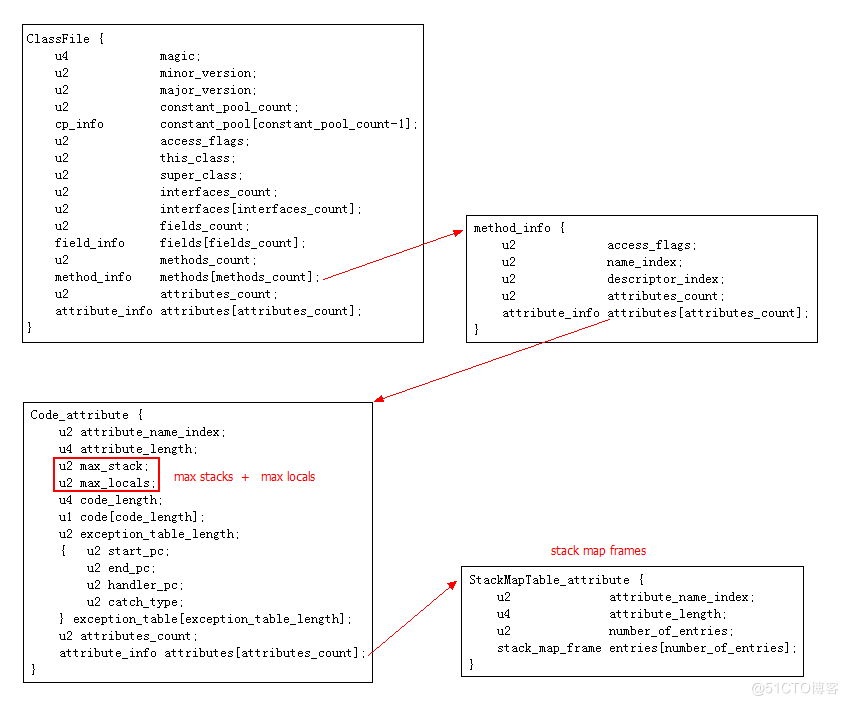 ClassFile {
u4 magic;
u2 minor_version;
u2 major_version;
u2 constant_pool_count;
cp_info constant_pool[constant_pool_count-1];
u2 access_flags;
u2 this_class;
u2 super_class;
u2 interfaces_count;
u2 interfaces[interfaces_count];
u2 fields_count;
field_info fields[fields_count];
u2 methods_count;
method_info methods[methods_count];
u2 attributes_count;
attribute_info attributes[attributes_count];
}
method_info {
u2 access_flags;
u2 name_index;
u2 descriptor_index;
u2 attributes_count;
attribute_info attributes[attributes_count];
}
Code_attribute {
u2 attribute_name_index;
u4 attribute_length;
u2 max_stack;
u2 max_locals;
max stacks + max locals
u4 code_length;
u1 code[code_length];
u2 exception_table_length;
{ u2 start_pc;
u2 end_pc;
u2 handler_pc;
u2 catch_type;
} exception_table[exception_table_length];
u2 attributes_count;
attribute_info attributes[attributes_count];
}
stack map frames
StackMapTable_attribute {
u2 attribute_name_index;
u4 attribute_length;
u2 number_of_entries;
stack_map_frame entries[number_of_entries];
}
@51CTO博客